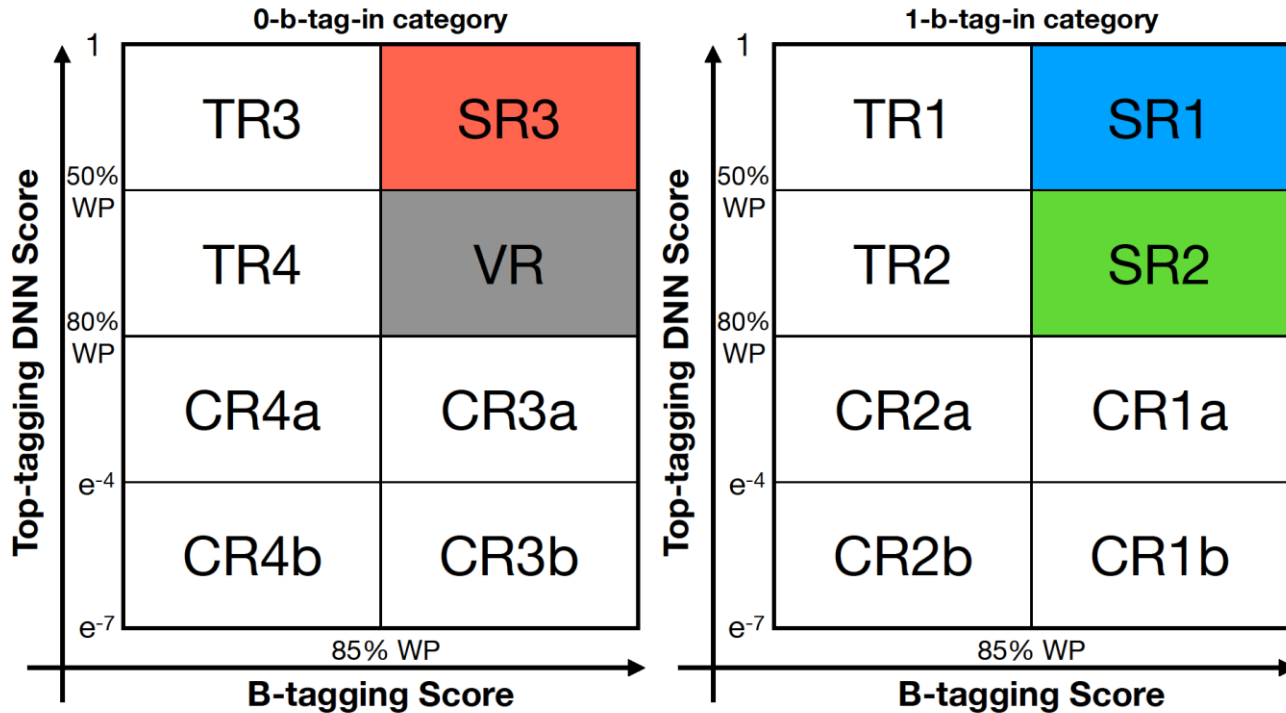 0-b-tag-in category
1
TR3 SR3
50%
WP
TR4 VR
80%
WP
CR4a CR3a
e-4
CR4b CR3b
e-7
85% WP
B-tagging Score
Top-tagging DNN Score
1-b-tag-in category
1
TR1 SR1
50%
WP
TR2 SR2
80%
WP
CR2a CR1a
e-4
CR2b CR1b
e-7
85% WP
B-tagging Score
Top-tagging DNN Score